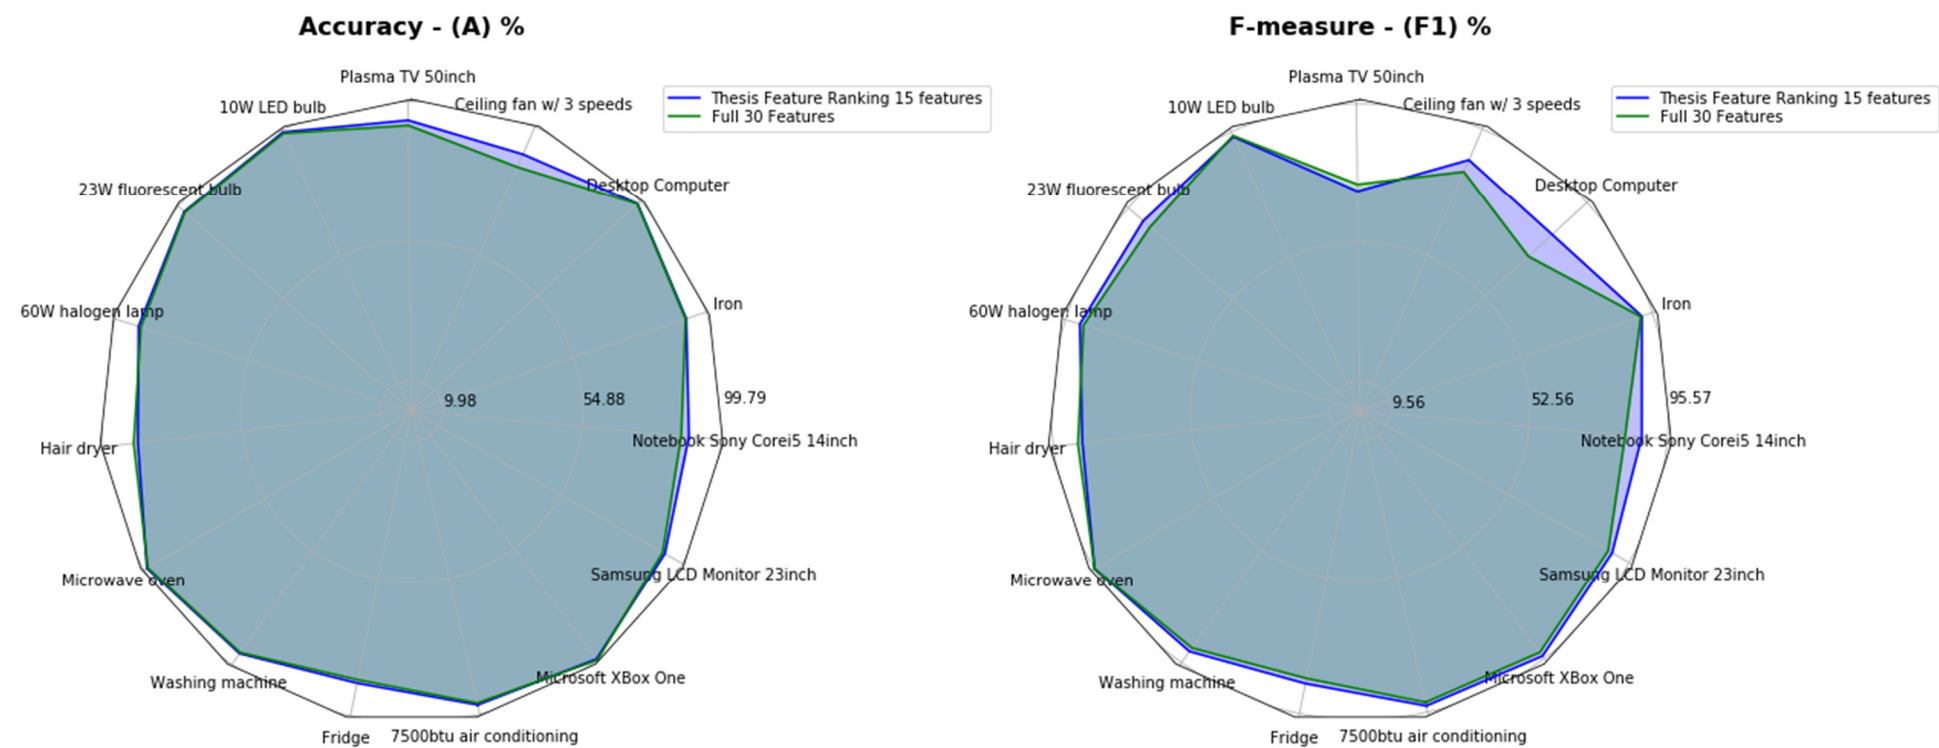 Accuracy - (A) %
Plasma TV 50inch
Ceiling fan w/ 3 speeds
10W LED bulb
Thesis Feature Ranking 15 features
Full 30 Features
23W fluorescent bulb
Desktop Computer
60W halogen lamp
Iron
9.98
54.88
99.79
Hair dryer
Notebook Sony Corei5 14inch
Microwave oven
Samsung LCD Monitor 23inch
Washing machine
Microsoft XBox One
Fridge
7500btu air conditioning
F-measure - (F1) %
Plasma TV 50inch
Ceiling fan w/ 3 speeds
10W LED bulb
Thesis Feature Ranking 15 features
Full 30 Features
23W fluorescent bulb
Desktop Computer
60W halogen lamp
Iron
9.56
52.56
95.57
Hair dryer
Notebook Sony Corei5 14inch
Microwave oven
Samsung LCD Monitor 23inch
Washing machine
Microsoft XBox One
Fridge
7500btu air conditioning